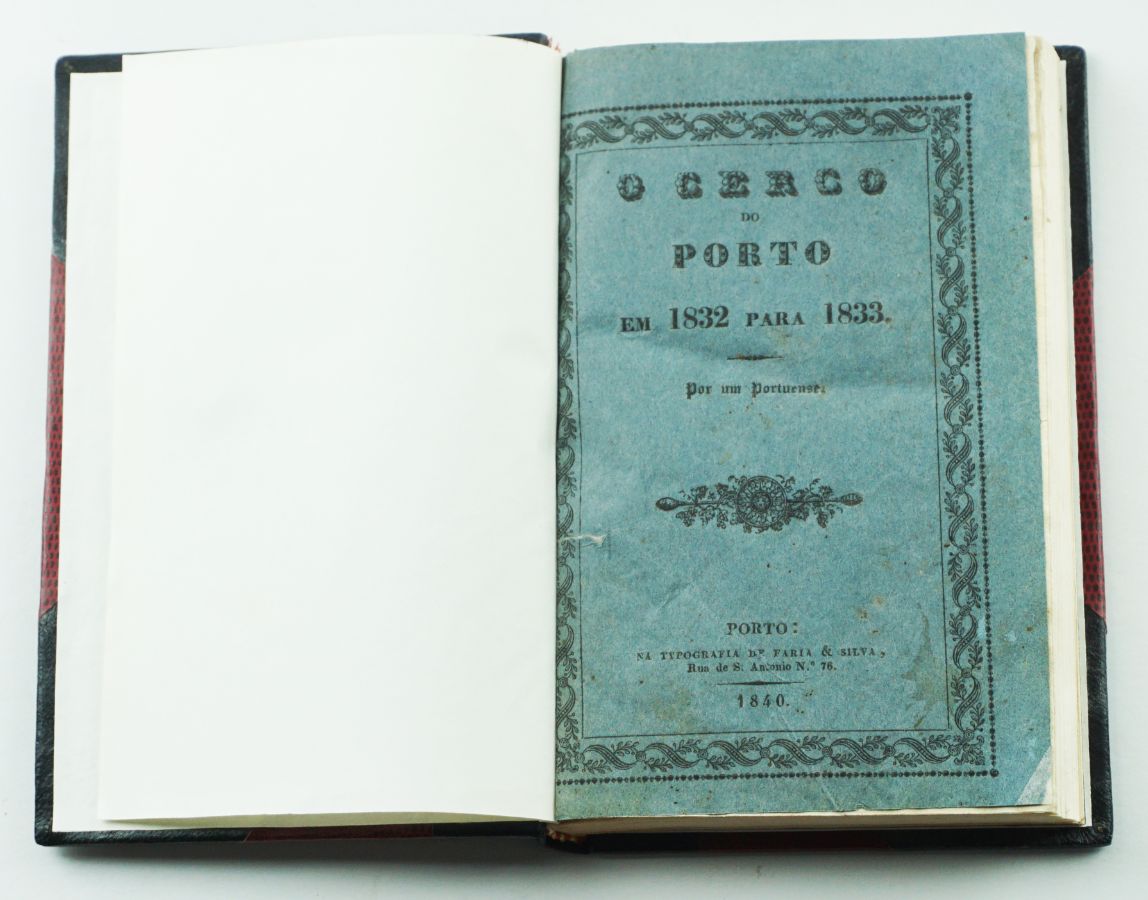 O CERCO
DO
PORTO
EM 1832 PARA 1833.
Por um Portuense.
PORTO:
NA TYPOGRAFIA DE FARIA & SILVA,
Rua de S. Antonio N.º 76.
1840.